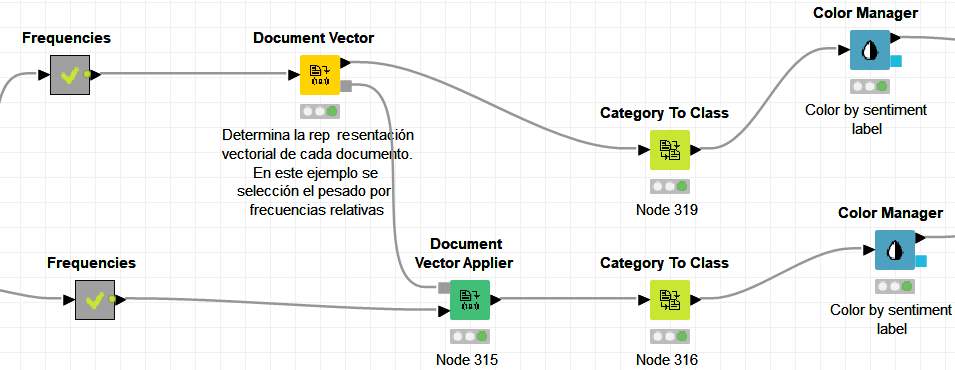 Color Manager
Frequencies
Document Vector
Color by sentiment
label
Category To Class
Determina la rep resentación
vectorial de cada documento.
En este ejemplo se
selección el pesado por
frecuencias relativas
Node 319
Color Manager
Frequencies
Document
Vector Applier
Category To Class
Color by sentiment
label
Node 315
Node 316